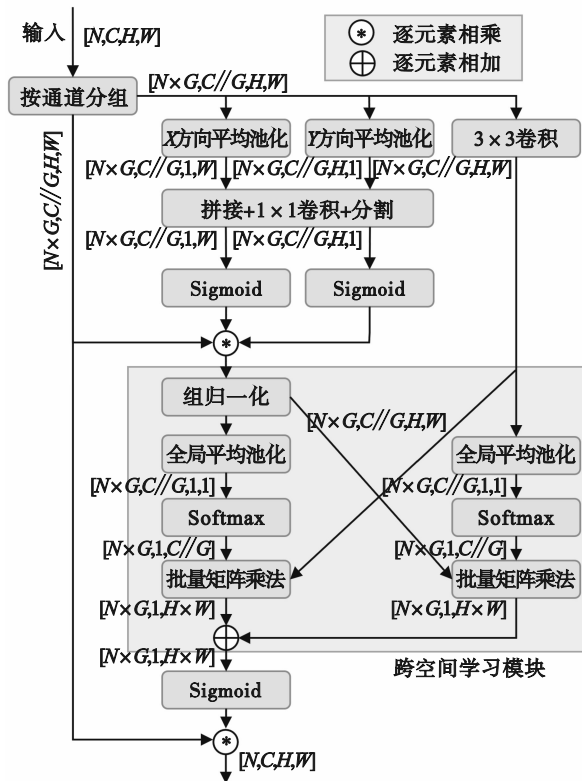 输入
[N,C,H,W]
* 逐元素相乘
⊕ 逐元素相加
[N×G,C//G,H,W]
按通道分组
X方向平均池化
Y方向平均池化
3×3卷积
[N×G,C//G,H,W]
[N×G,C//G,1,W]
[N×G,C//G,H,1]
[N×G,C//G,H,W]
拼接+1×1卷积+分割
[N×G,C//G,1,W]
[N×G,C//G,H,1]
Sigmoid
Sigmoid
*
组归一化
[N×G,C//G,H,W]
全局平均池化
全局平均池化
[N×G,C//G,1,1]
[N×G,C//G,1,1]
Softmax
Softmax
[N×G,1,C//G]
[N×G,1,C//G]
批量矩阵乘法
批量矩阵乘法
[N×G,1,H×W]
[N×G,1,H×W]
[N×G,1,H×W]
跨空间学习模块
Sigmoid
*
[N,C,H,W]